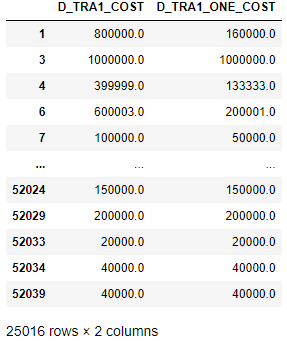 D_TRA1_COST D_TRA1_ONE_COST
1 800000.0 160000.0
3 1000000.0 1000000.0
4 399999.0 133333.0
6 600003.0 200001.0
7 100000.0 50000.0
... ... ...
52024 150000.0 150000.0
52029 200000.0 200000.0
52033 20000.0 20000.0
52034 40000.0 40000.0
52039 40000.0 40000.0
25016 rows × 2 columns